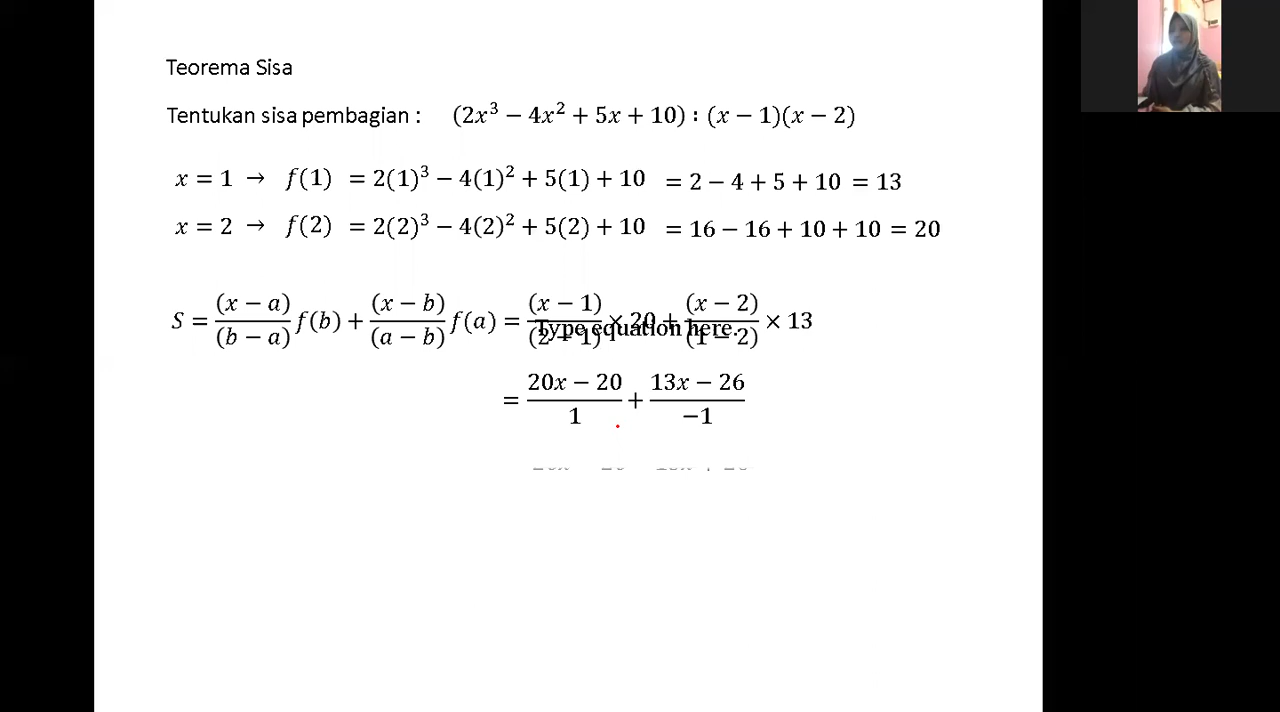 Teorema Sisa
Tentukan sisa pembagian : (2x³ − 4x² + 5x + 10) : (x − 1)(x − 2)
x = 1 → f(1) = 2(1)³ − 4(1)² + 5(1) + 10 = 2 − 4 + 5 + 10 = 13
x = 2 → f(2) = 2(2)³ − 4(2)² + 5(2) + 10 = 16 − 16 + 10 + 10 = 20
S = (x − a)/(b − a) f(b) + (x − b)/(a − b) f(a) = (x − 1)/(2 − 1) × 20 + (x − 2)/(1 − 2) × 13
Type equation here.
= (20x − 20)/1 + (13x − 26)/−1